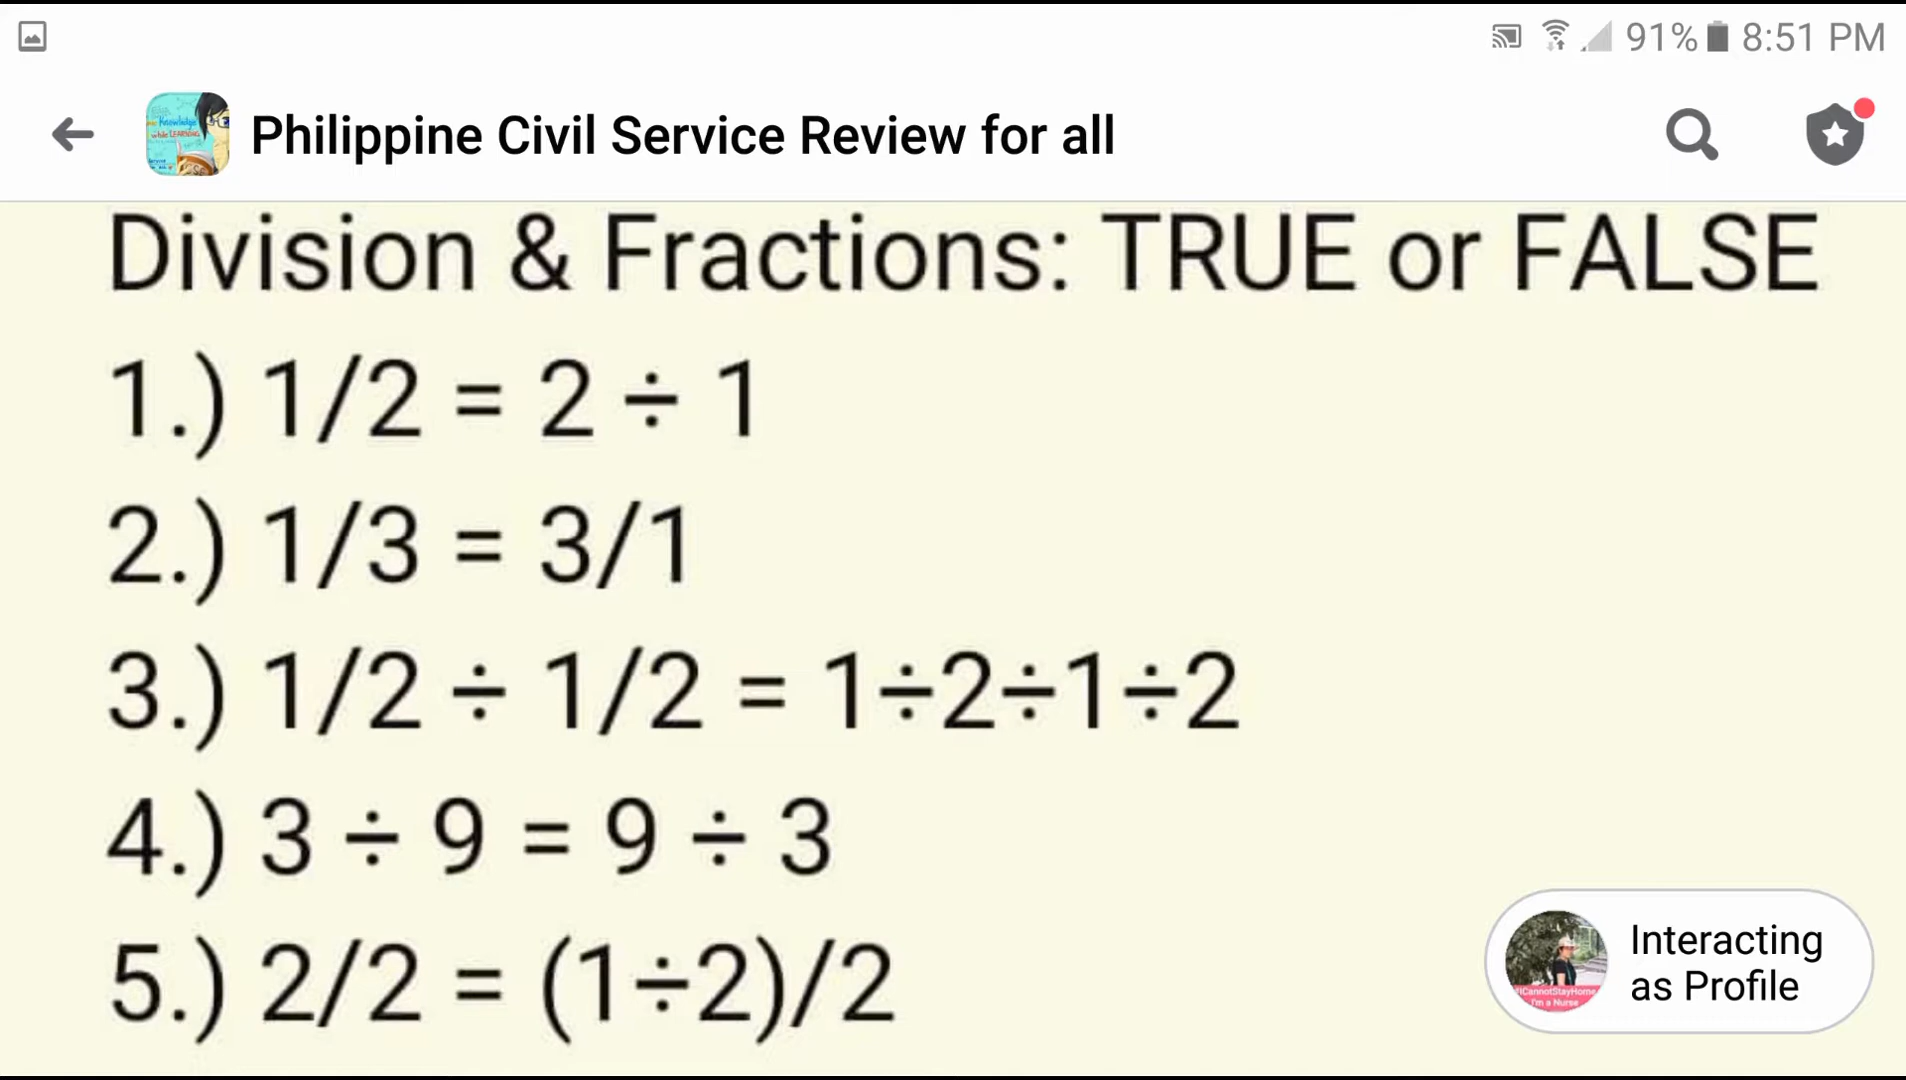 91% 8:51 PM
Philippine Civil Service Review for all
Division & Fractions: TRUE or FALSE
1.) 1/2 = 2 ÷ 1
2.) 1/3 = 3/1
3.) 1/2 ÷ 1/2 = 1÷2÷1÷2
4.) 3 ÷ 9 = 9 ÷ 3
5.) 2/2 = (1÷2)/2
Interacting
as Profile
#ICannotStayHome
I'm a Nurse